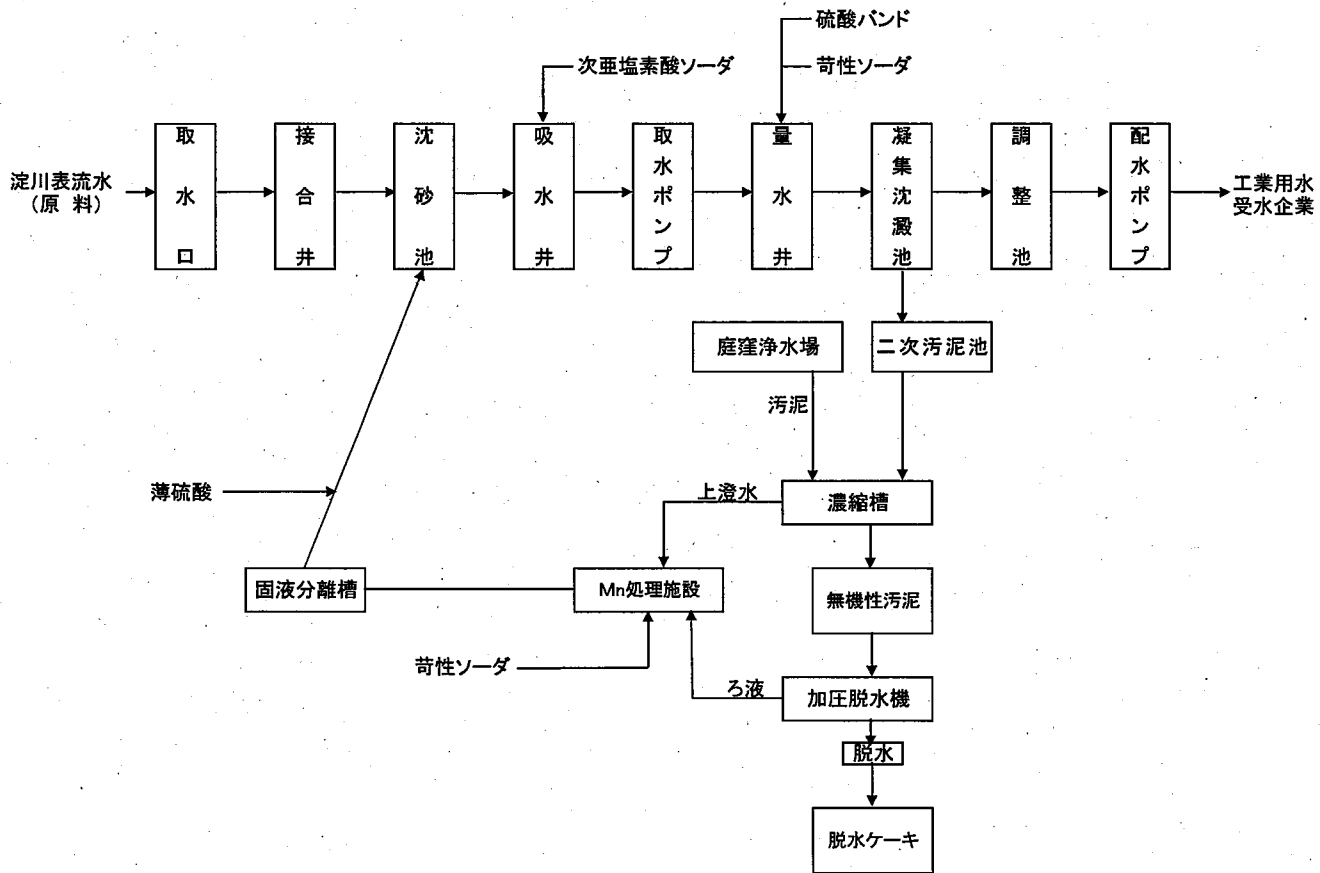 硫酸バンド
次亜塩素酸ソーダ
苛性ソーダ
淀川表流水
(原 料)
取水口
接合井
沈砂池
吸水井
取水ポンプ
量水井
凝集沈澱池
調整池
配水ポンプ
工業用水
受水企業
庭窪浄水場
二次汚泥池
汚泥
薄硫酸
上澄水
濃縮槽
固液分離槽
Mn処理施設
無機性汚泥
苛性ソーダ
ろ液
加圧脱水機
脱水
脱水ケーキ